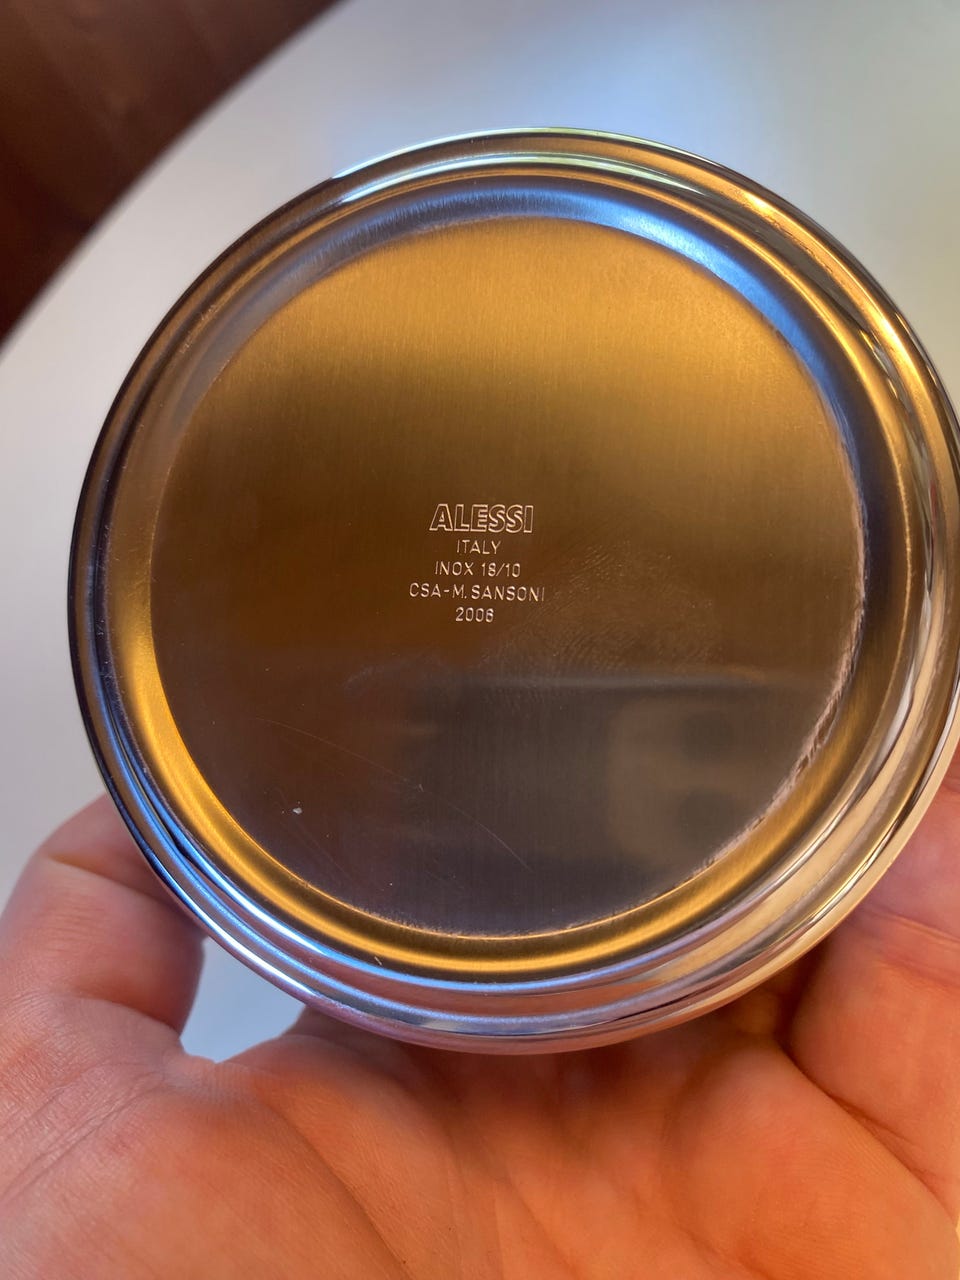 ALESSI
ITALY
INOX 18/10
CSA-M.SANSONI
2006